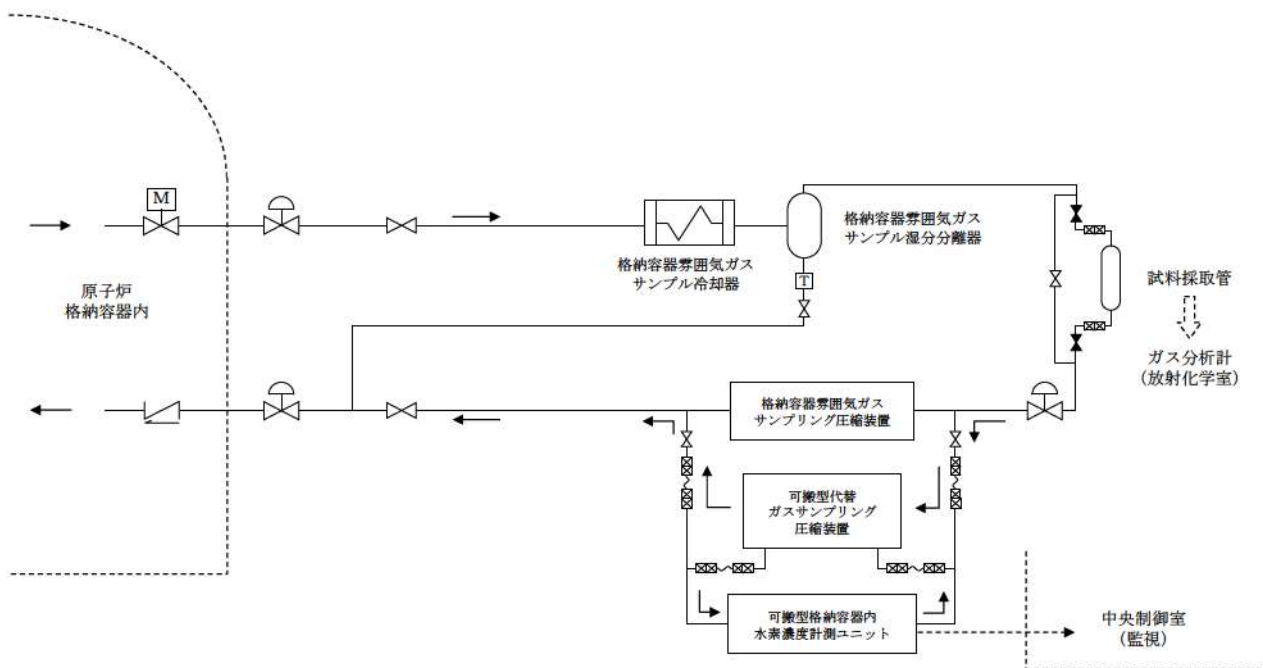 M
格納容器雰囲気ガス
サンプル湿分分離器
格納容器雰囲気ガス
サンプル冷却器
T
原子炉
格納容器内
試料採取管
ガス分析計
（放射化学室）
格納容器雰囲気ガス
サンプリング圧縮装置
可搬型代替
ガスサンプリング
圧縮装置
可搬型格納容器内
水素濃度計測ユニット
中央制御室
（監視）